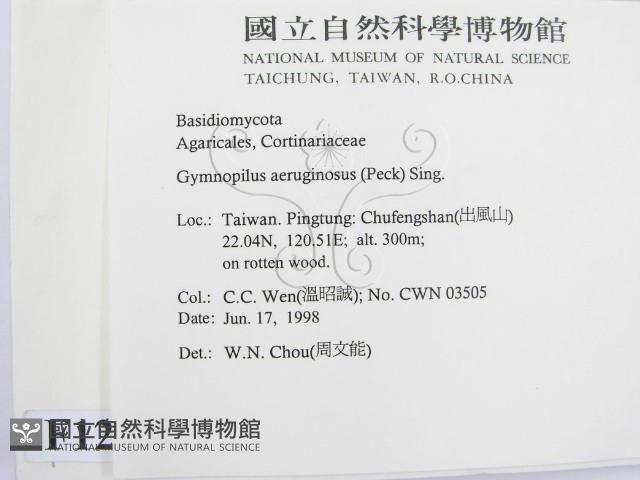 國立自然科學博物館
NATIONAL MUSEUM OF NATURAL SCIENCE
TAICHUNG, TAIWAN, R.O.CHINA
Basidiomycota
Agaricales, Cortinariaceae
Gymnopilus aeruginosus (Peck) Sing.
Loc.: Taiwan. Pingtung: Chufengshan(出風山)
22.04N, 120.51E; alt. 300m;
on rotten wood.
Col.: C.C. Wen(溫昭誠); No. CWN 03505
Date: Jun. 17, 1998
Det.: W.N. Chou(周文能)
國立自然科學博物館
NATIONAL MUSEUM OF NATURAL SCIENCE